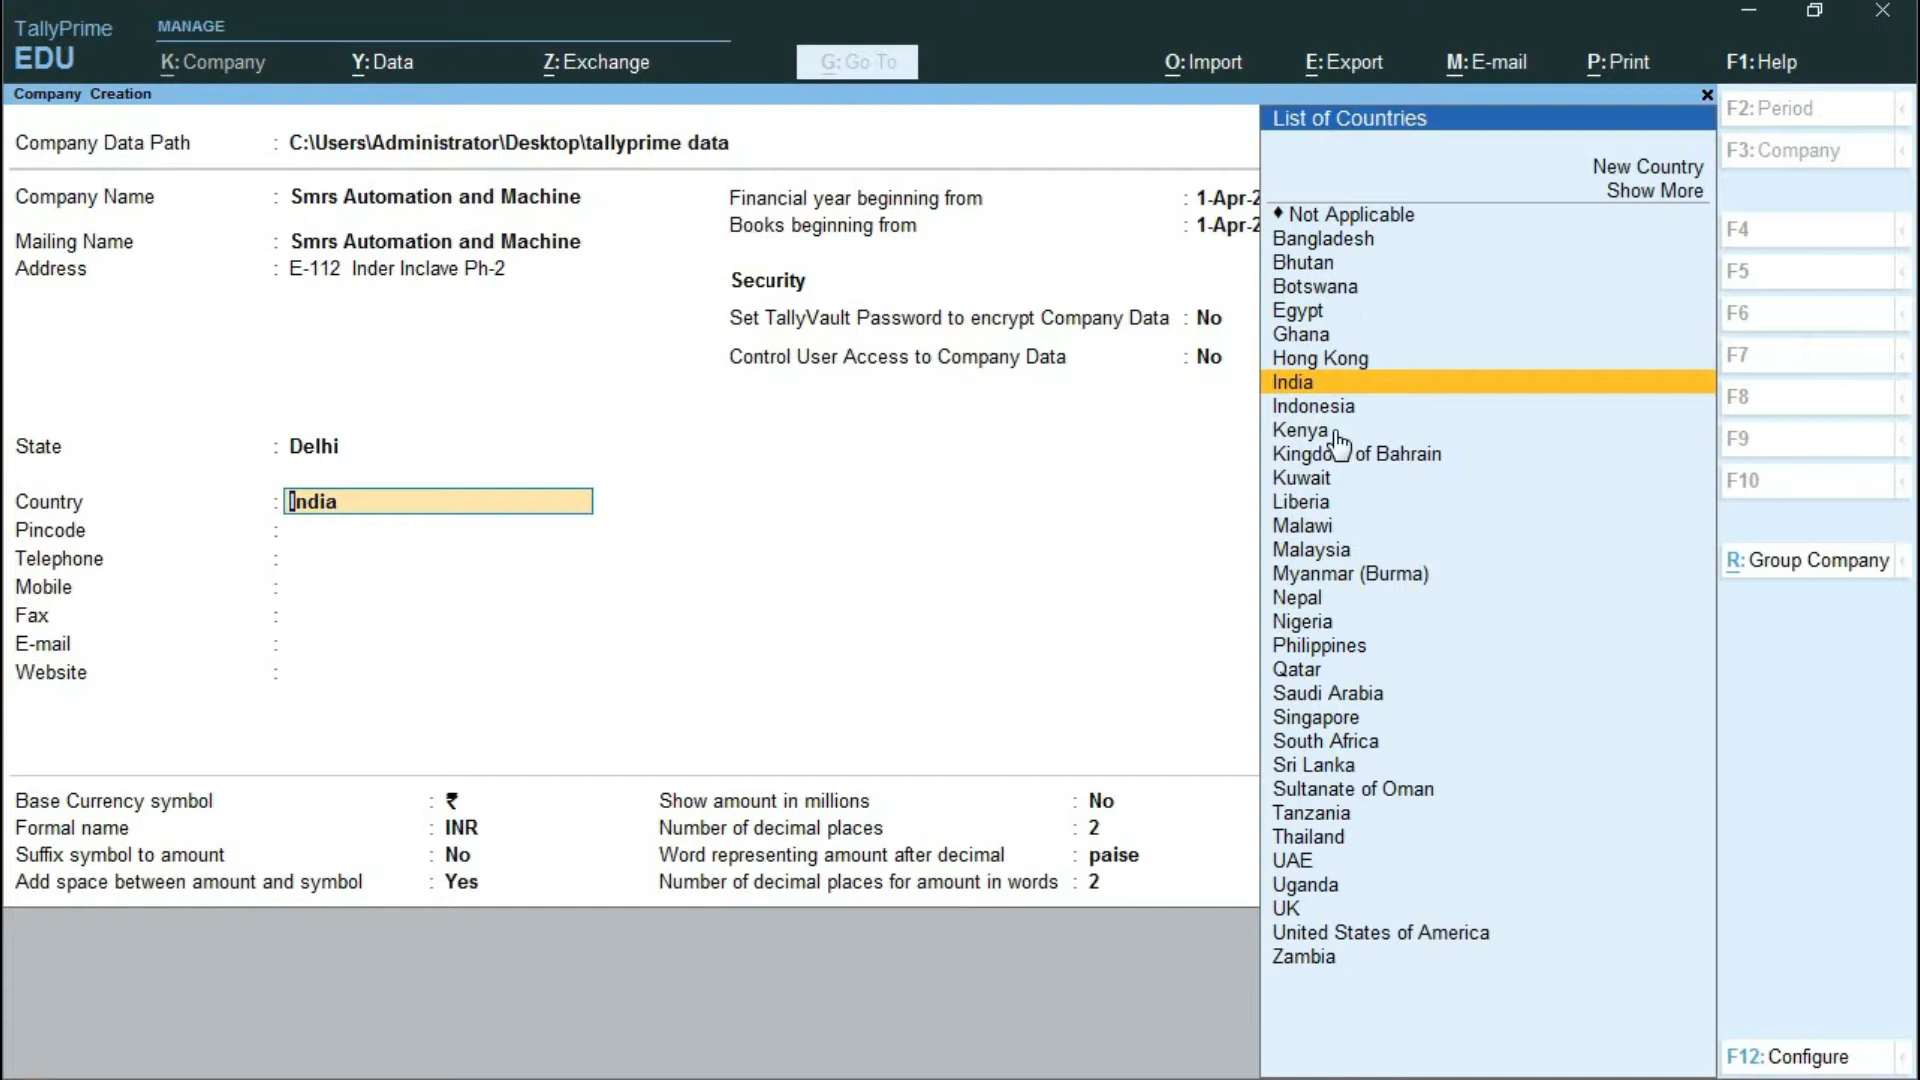 TallyPrime
EDU
MANAGE
K: Company
Y: Data
Z: Exchange
G: Go To
O: Import
E: Export
M: E-mail
P: Print
F1: Help
Company Creation
Company Data Path : C:\Users\Administrator\Desktop\tallyprime data
Company Name : Smrs Automation and Machine
Mailing Name : Smrs Automation and Machine
Address : E-112 Inder Inclave Ph-2
State : Delhi
Country : India
Pincode :
Telephone :
Mobile :
Fax :
E-mail :
Website :
Financial year beginning from : 1-Apr-2
Books beginning from : 1-Apr-2
Security
Set TallyVault Password to encrypt Company Data : No
Control User Access to Company Data : No
Base Currency symbol : ₹
Formal name : INR
Suffix symbol to amount : No
Add space between amount and symbol : Yes
Show amount in millions : No
Number of decimal places : 2
Word representing amount after decimal : paise
Number of decimal places for amount in words : 2
List of Countries
New Country
Show More
♦ Not Applicable
Bangladesh
Bhutan
Botswana
Egypt
Ghana
Hong Kong
India
Indonesia
Kenya
Kingdom of Bahrain
Kuwait
Liberia
Malawi
Malaysia
Myanmar (Burma)
Nepal
Nigeria
Philippines
Qatar
Saudi Arabia
Singapore
South Africa
Sri Lanka
Sultanate of Oman
Tanzania
Thailand
UAE
Uganda
UK
United States of America
Zambia
F2: Period
F3: Company
F4
F5
F6
F7
F8
F9
F10
R: Group Company
F12: Configure